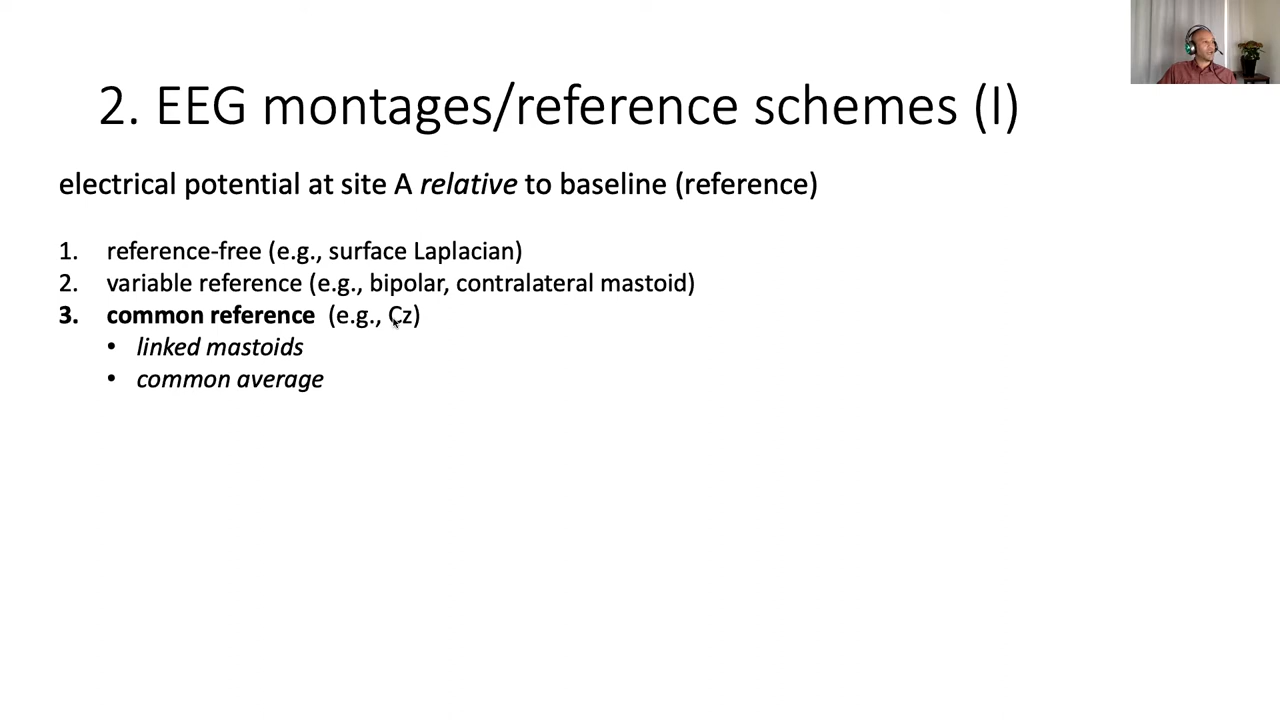 2. EEG montages/reference schemes (I)
electrical potential at site A relative to baseline (reference)
1. reference-free (e.g., surface Laplacian)
2. variable reference (e.g., bipolar, contralateral mastoid)
3. common reference (e.g., Cz)
• linked mastoids
• common average